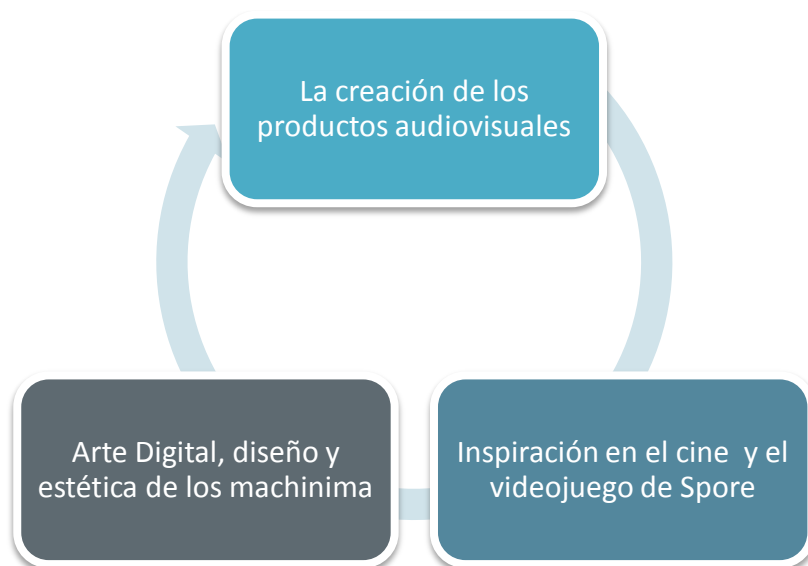 La creación de los
productos audiovisuales
Arte Digital, diseño y
estética de los machinima
Inspiración en el cine y el
videojuego de Spore